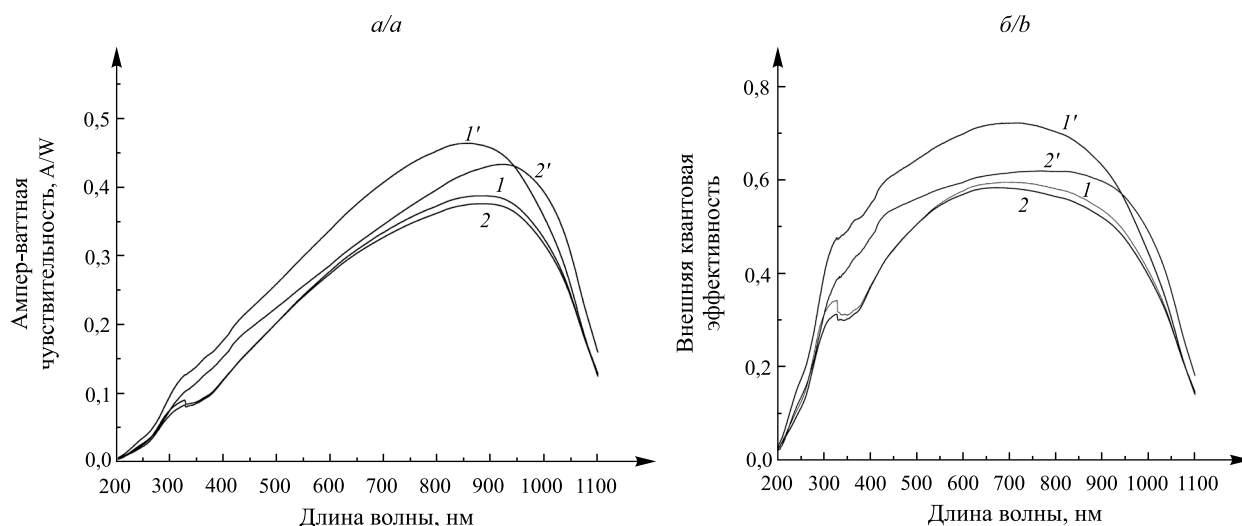 а/a
Ампер-ваттная
чувствительность, A/W
0,5
0,4
0,3
0,2
0,1
0,0
1'
2'
1
2
200 300 400 500 600 700 800 900 1000 1100
Длина волны, нм
б/b
Внешняя квантовая
эффективность
0,8
0,6
0,4
0,2
0,0
1'
2'
1
2
200 300 400 500 600 700 800 900 1000 1100
Длина волны, нм